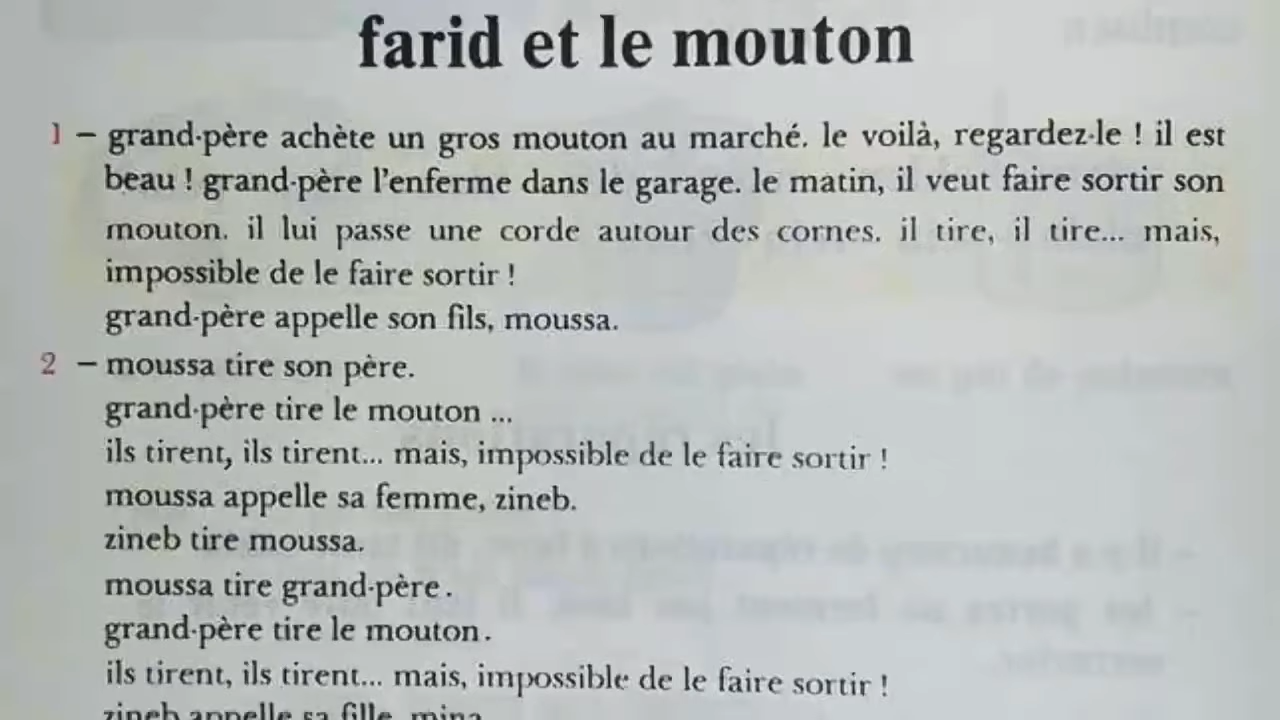 farid et le mouton
1 – grand-père achète un gros mouton au marché. le voilà, regardez-le ! il est
beau ! grand-père l'enferme dans le garage. le matin, il veut faire sortir son
mouton. il lui passe une corde autour des cornes. il tire, il tire... mais,
impossible de le faire sortir !
grand-père appelle son fils, moussa.
2 – moussa tire son père.
grand-père tire le mouton ...
ils tirent, ils tirent... mais, impossible de le faire sortir !
moussa appelle sa femme, zineb.
zineb tire moussa.
moussa tire grand-père.
grand-père tire le mouton.
ils tirent, ils tirent... mais, impossible de le faire sortir !
zineb appelle sa fille, mina